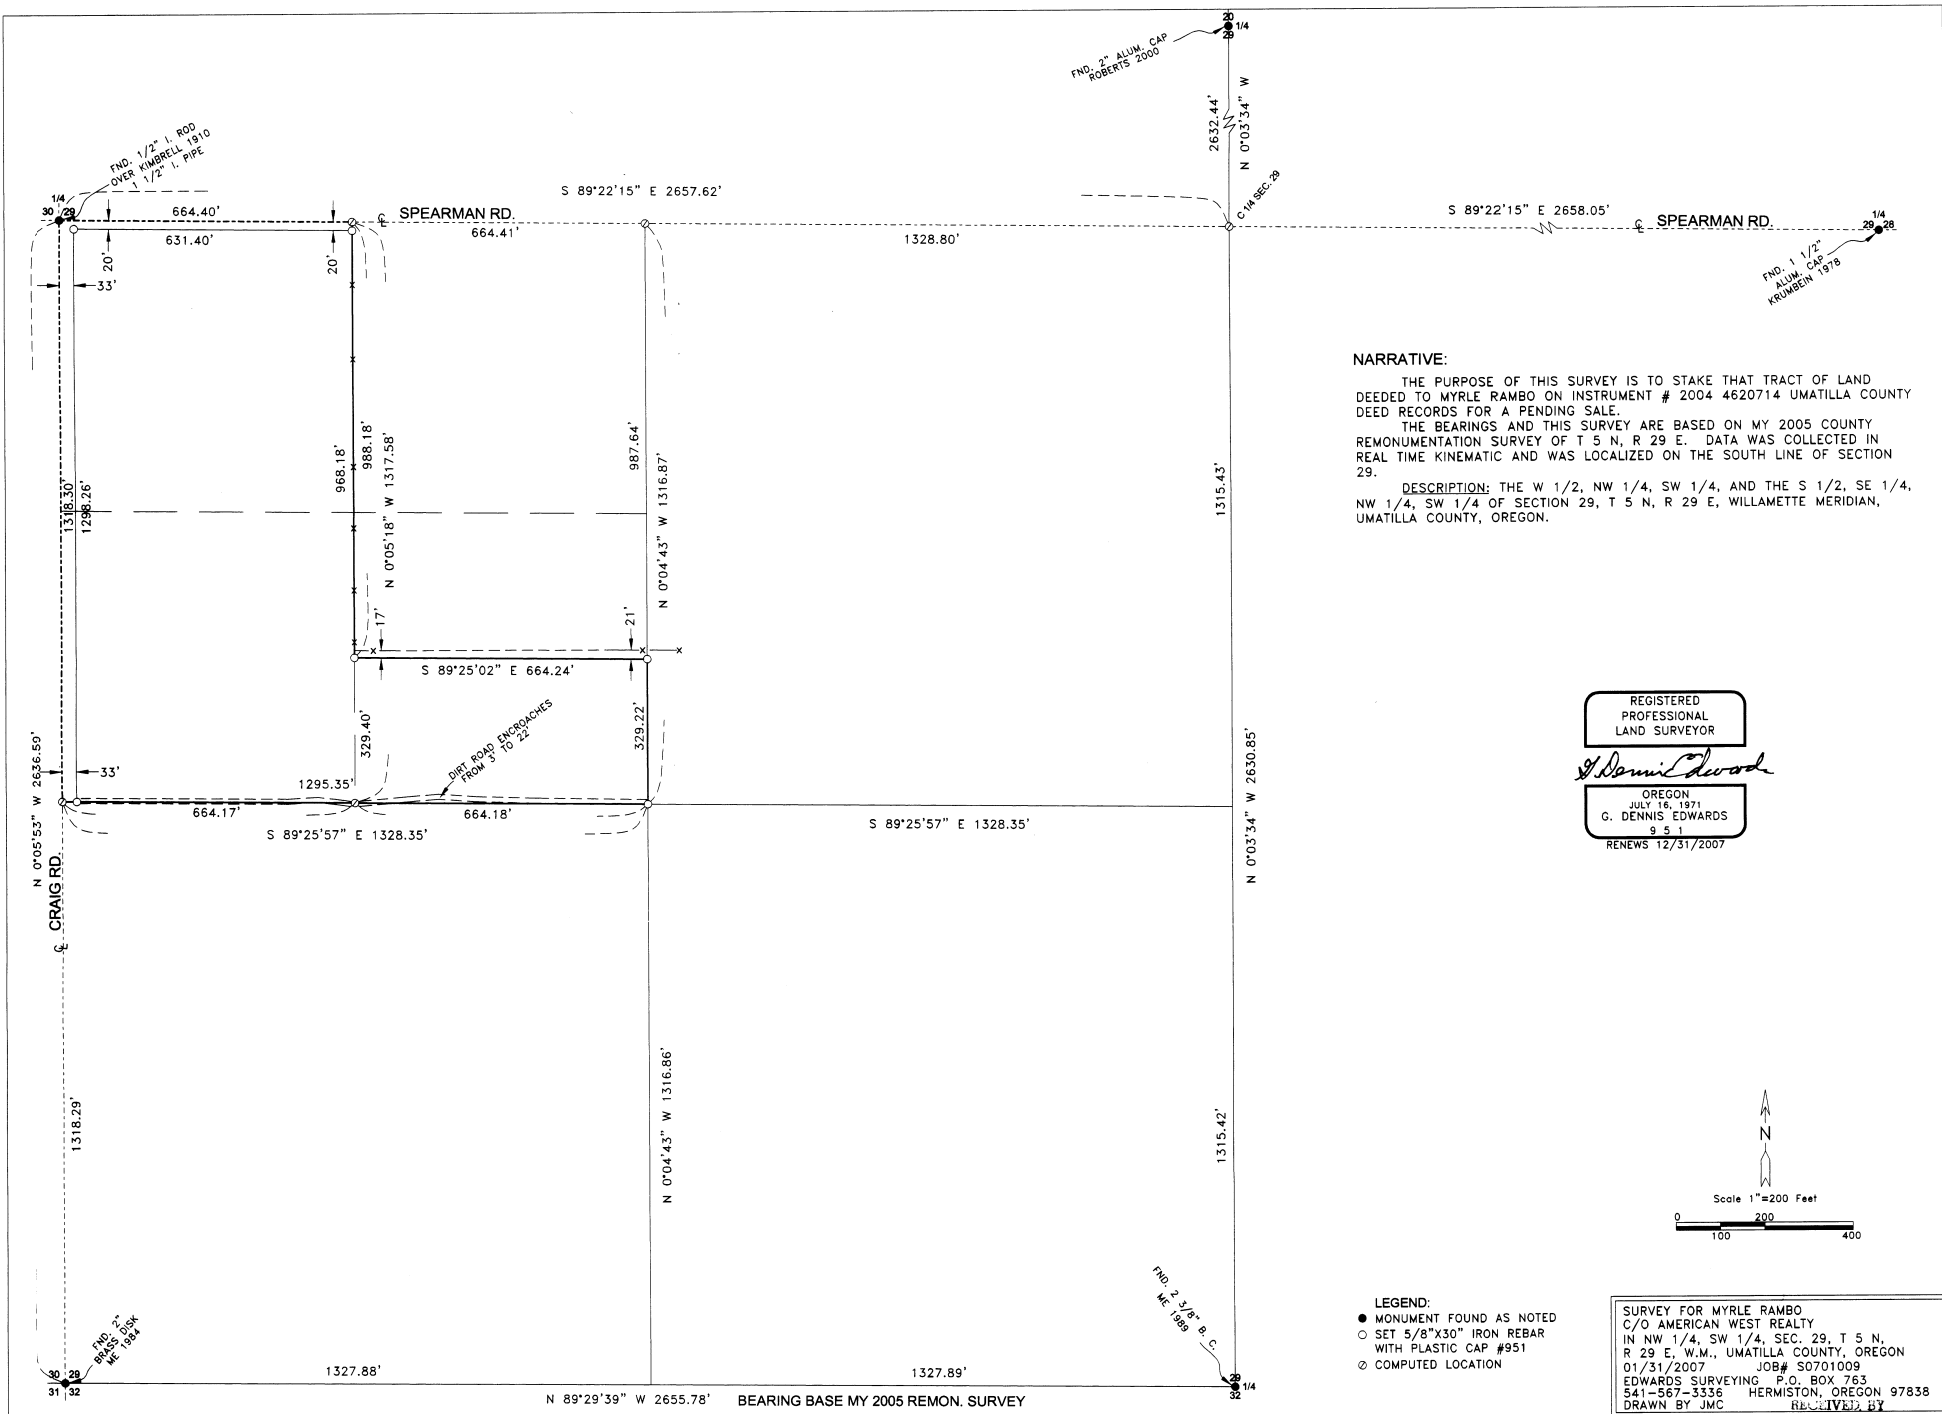 20
1/4
29
FND. 2" ALUM. CAP
ROBERTS 2000
2632.44'
N 0°03'34" W
FND. 1/2" I. ROD
OVER KIMBRELL 1910
1 1/2" I. PIPE
1/4
30 29
664.40'
S 89°22'15" E 2657.62'
℄ SPEARMAN RD.
664.41'
1328.80'
C 1/4 SEC. 29
S 89°22'15" E 2658.05'
℄ SPEARMAN RD.
1/4
29 28
FND. 1 1/2"
ALUM. CAP
KRUMBEIN 1978
631.40'
20'
20'
33'
1318.30'
1298.26'
968.18'
988.18'
N 0°05'18" W 1317.58'
987.64'
N 0°04'43" W 1316.87'
1315.43'
NARRATIVE:
THE PURPOSE OF THIS SURVEY IS TO STAKE THAT TRACT OF LAND
DEEDED TO MYRLE RAMBO ON INSTRUMENT # 2004 4620714 UMATILLA COUNTY
DEED RECORDS FOR A PENDING SALE.
THE BEARINGS AND THIS SURVEY ARE BASED ON MY 2005 COUNTY
REMONUMENTATION SURVEY OF T 5 N, R 29 E. DATA WAS COLLECTED IN
REAL TIME KINEMATIC AND WAS LOCALIZED ON THE SOUTH LINE OF SECTION
29.
DESCRIPTION: THE W 1/2, NW 1/4, SW 1/4, AND THE S 1/2, SE 1/4,
NW 1/4, SW 1/4 OF SECTION 29, T 5 N, R 29 E, WILLAMETTE MERIDIAN,
UMATILLA COUNTY, OREGON.
17'
21'
S 89°25'02" E 664.24'
329.40'
329.22'
DIRT ROAD ENCROACHES
FROM 3' TO 22'
N 0°05'53" W 2636.59'
33'
1295.35'
664.17'
664.18'
S 89°25'57" E 1328.35'
S 89°25'57" E 1328.35'
N 0°03'34" W 2630.85'
℄ CRAIG RD.
REGISTERED
PROFESSIONAL
LAND SURVEYOR
G Dennis Edwards
OREGON
JULY 16, 1971
G. DENNIS EDWARDS
9 5 1
RENEWS 12/31/2007
1318.29'
N 0°04'43" W 1316.86'
1315.42'
N
Scale 1"=200 Feet
0 200
100 400
FND. 2"
BRASS DISK
ME 1984
30 29
31 32
1327.88'
1327.89'
N 89°29'39" W 2655.78' BEARING BASE MY 2005 REMON. SURVEY
FND. 2 3/8" B. C.
ME 1989
29
1/4
32
LEGEND:
● MONUMENT FOUND AS NOTED
○ SET 5/8"X30" IRON REBAR
WITH PLASTIC CAP #951
⊘ COMPUTED LOCATION
SURVEY FOR MYRLE RAMBO
C/O AMERICAN WEST REALTY
IN NW 1/4, SW 1/4, SEC. 29, T 5 N,
R 29 E, W.M., UMATILLA COUNTY, OREGON
01/31/2007 JOB# S0701009
EDWARDS SURVEYING P.O. BOX 763
541-567-3336 HERMISTON, OREGON 97838
DRAWN BY JMC RECEIVED BY